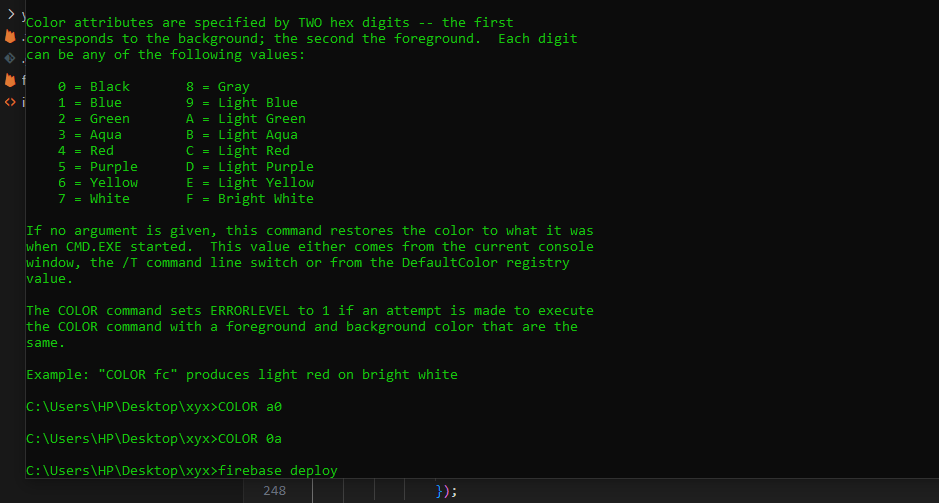 Color attributes are specified by TWO hex digits -- the first
corresponds to the background; the second the foreground.  Each digit
can be any of the following values:
0 = Black       8 = Gray
1 = Blue        9 = Light Blue
2 = Green       A = Light Green
3 = Aqua        B = Light Aqua
4 = Red         C = Light Red
5 = Purple      D = Light Purple
6 = Yellow      E = Light Yellow
7 = White       F = Bright White
If no argument is given, this command restores the color to what it was
when CMD.EXE started.  This value either comes from the current console
window, the /T command line switch or from the DefaultColor registry
value.
The COLOR command sets ERRORLEVEL to 1 if an attempt is made to execute
the COLOR command with a foreground and background color that are the
same.
Example: "COLOR fc" produces light red on bright white
C:\Users\HP\Desktop\xyx>COLOR a0
C:\Users\HP\Desktop\xyx>COLOR 0a
C:\Users\HP\Desktop\xyx>firebase deploy
248 });